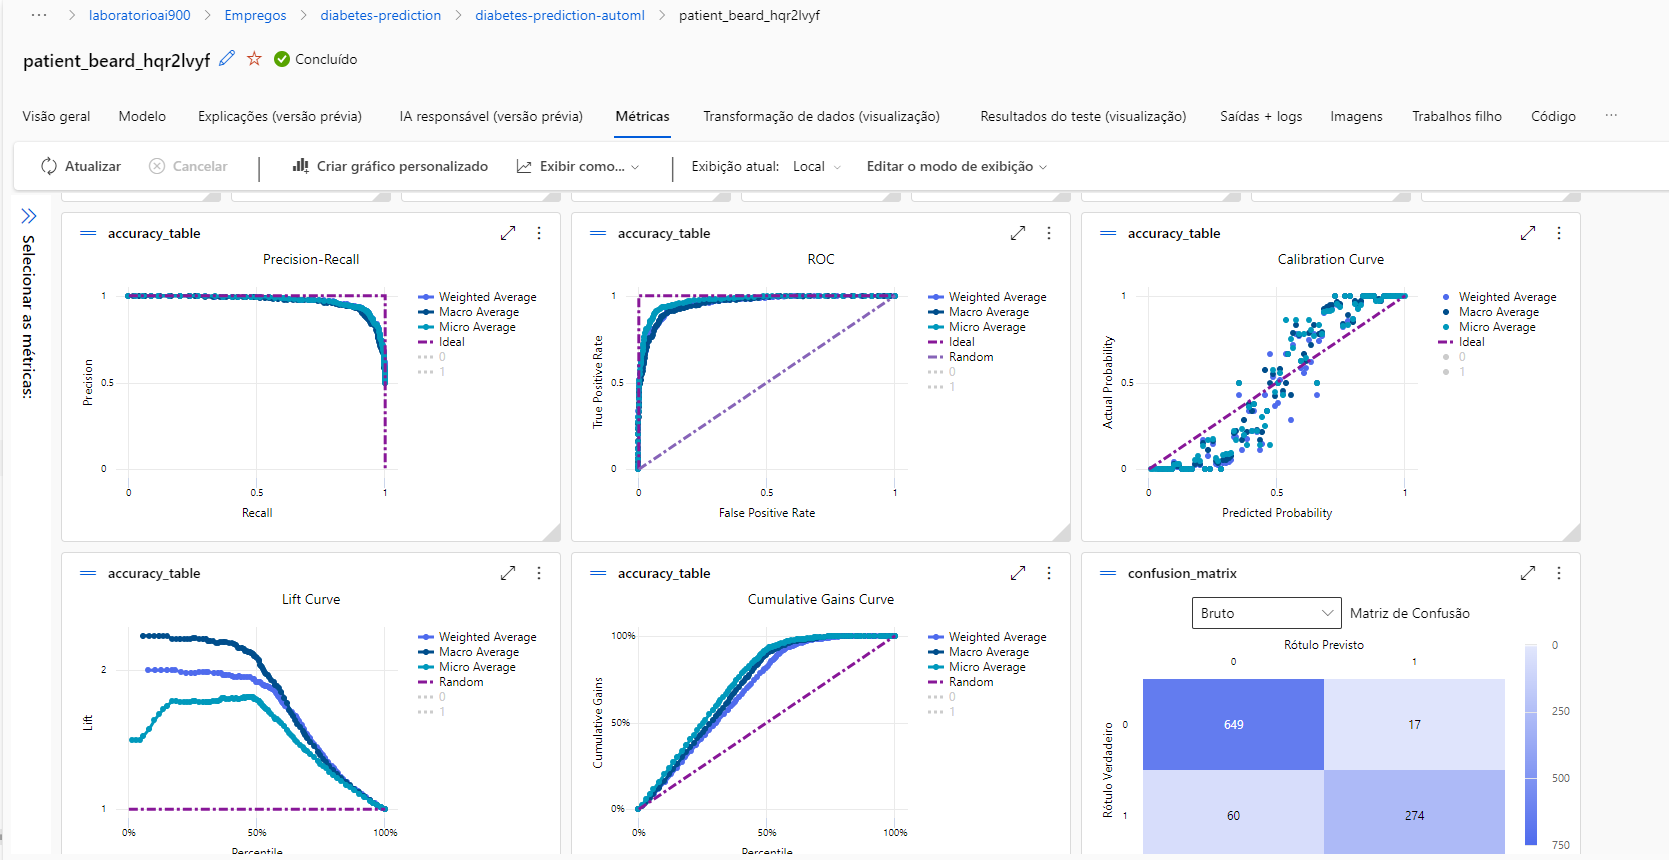 ··· > laboratorioai900 > Empregos > diabetes-prediction > diabetes-prediction-automl > patient_beard_hqr2lvyf
patient_beard_hqr2lvyf Concluído
Visão geral Modelo Explicações (versão prévia) IA responsável (versão prévia) Métricas Transformação de dados (visualização) Resultados do teste (visualização) Saídas + logs Imagens Trabalhos filho Código ···
Atualizar Cancelar | Criar gráfico personalizado Exibir como... | Exibição atual: Local Editar o modo de exibição
Selecionar as métricas:
accuracy_table
Precision-Recall
1
0.5
0
Precision
0 0.5 1
Recall
Weighted Average
Macro Average
Micro Average
Ideal
0
1
accuracy_table
ROC
1
0.5
0
True Positive Rate
0 0.5 1
False Positive Rate
Weighted Average
Macro Average
Micro Average
Ideal
Random
0
1
accuracy_table
Calibration Curve
1
0.5
0
Actual Probability
0 0.5 1
Predicted Probability
Weighted Average
Macro Average
Micro Average
Ideal
0
1
accuracy_table
Lift Curve
2
1
Lift
0% 50% 100%
Percentile
Weighted Average
Macro Average
Micro Average
Random
0
1
accuracy_table
Cumulative Gains Curve
100%
50%
0%
Cumulative Gains
0% 50% 100%
Percentile
Weighted Average
Macro Average
Micro Average
Random
0
1
confusion_matrix
Bruto Matriz de Confusão
Rótulo Previsto
0 1
Rótulo Verdadeiro
0 649 17
1 60 274
0
250
500
750